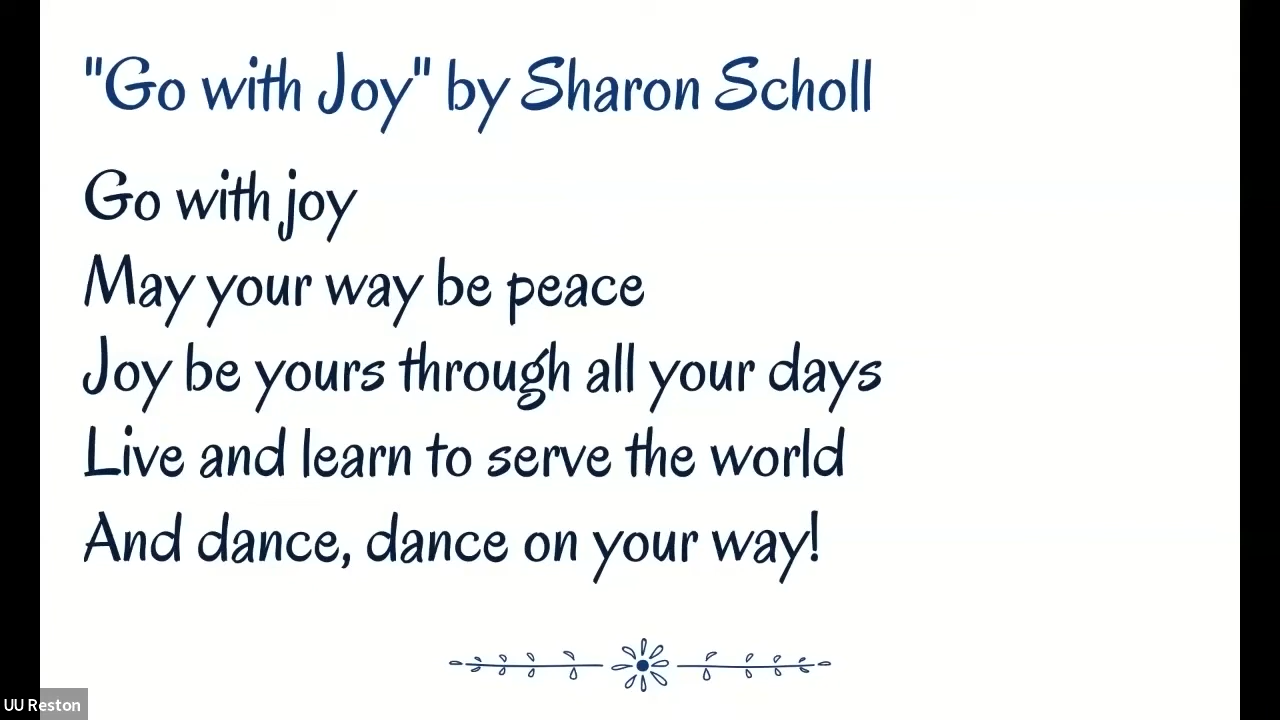 "Go with Joy" by Sharon Scholl
Go with joy
May your way be peace
Joy be yours through all your days
Live and learn to serve the world
And dance, dance on your way!
UU Reston